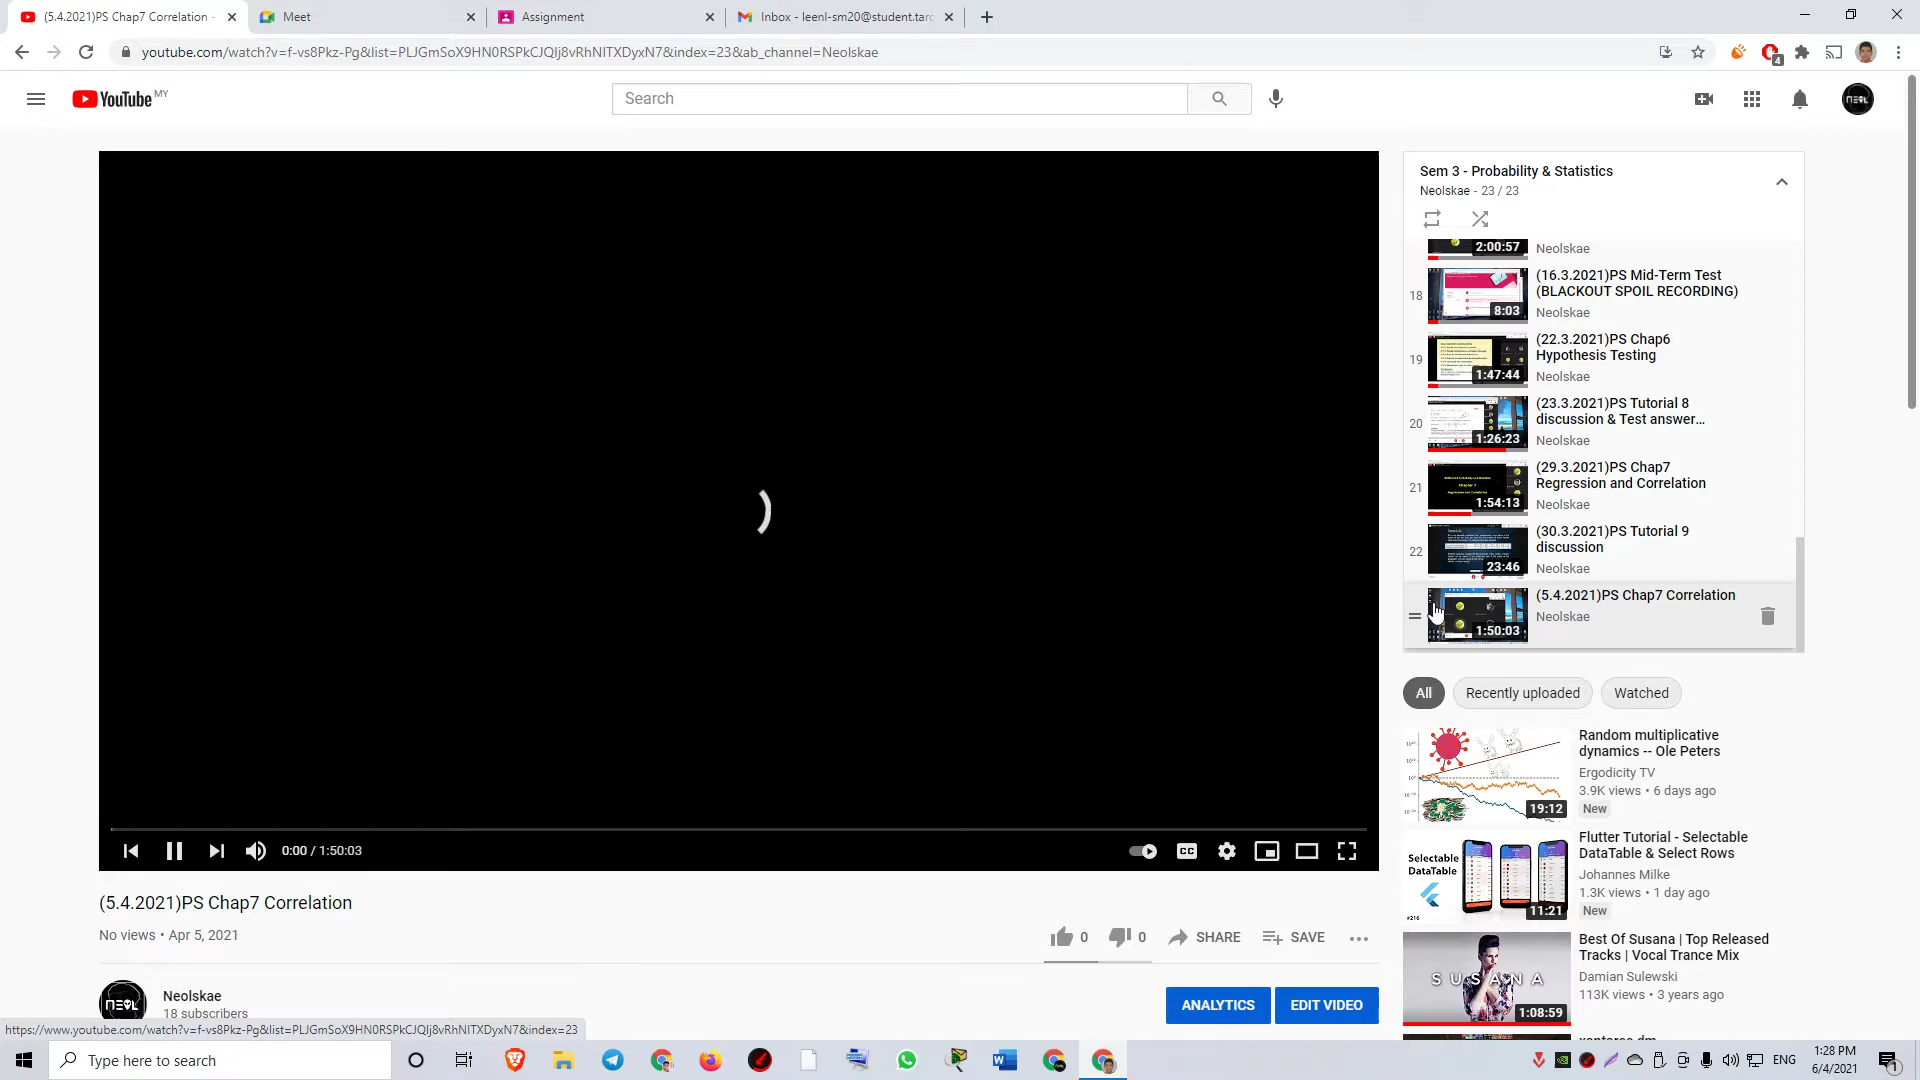 (5.4.2021)PS Chap7 Correlation -
Meet
Assignment
Inbox - leenl-sm20@student.tarc
youtube.com/watch?v=f-vs8Pkz-Pg&list=PLJGmSoX9HN0RSPkCJQlj8vRhNITXDyxN7&index=23&ab_channel=Neolskae
4
YouTube MY
Search
NEOL
Sem 3 - Probability & Statistics
Neolskae - 23 / 23
2:00:57
Neolskae
18
8:03
(16.3.2021)PS Mid-Term Test
(BLACKOUT SPOIL RECORDING)
Neolskae
19
1:47:44
(22.3.2021)PS Chap6
Hypothesis Testing
Neolskae
20
1:26:23
(23.3.2021)PS Tutorial 8
discussion & Test answer...
Neolskae
21
1:54:13
(29.3.2021)PS Chap7
Regression and Correlation
Neolskae
22
23:46
(30.3.2021)PS Tutorial 9
discussion
Neolskae
1:50:03
(5.4.2021)PS Chap7 Correlation
Neolskae
All
Recently uploaded
Watched
19:12
Random multiplicative
dynamics -- Ole Peters
Ergodicity TV
3.9K views • 6 days ago
New
Selectable
DataTable
#216
11:21
Flutter Tutorial - Selectable
DataTable & Select Rows
Johannes Milke
1.3K views • 1 day ago
New
SUSANA
1:08:59
Best Of Susana | Top Released
Tracks | Vocal Trance Mix
Damian Sulewski
113K views • 3 years ago
0:00 / 1:50:03
CC
(5.4.2021)PS Chap7 Correlation
No views • Apr 5, 2021
0
0
SHARE
SAVE
NEOL
Neolskae
18 subscribers
ANALYTICS
EDIT VIDEO
https://www.youtube.com/watch?v=f-vs8Pkz-Pg&list=PLJGmSoX9HN0RSPkCJQlj8vRhNITXDyxN7&index=23
Type here to search
ENG
1:28 PM
6/4/2021
1